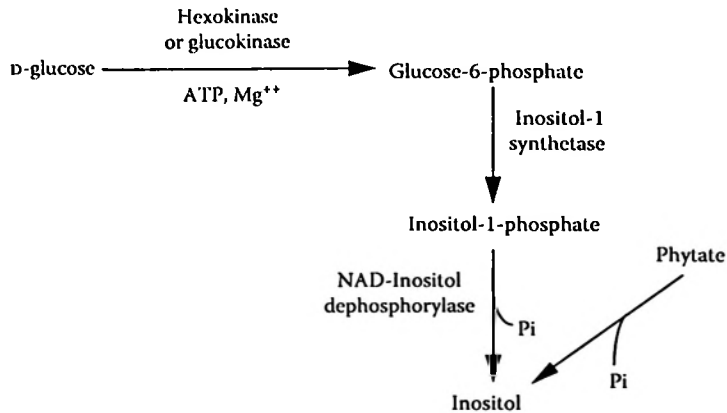 Hexokinase
or glucokinase
D-glucose
Glucose-6-phosphate
ATP, Mg++
Inositol-1
synthetase
Inositol-1-phosphate
Phytate
NAD-Inositol
dephosphorylase
Pi
Pi
Inositol